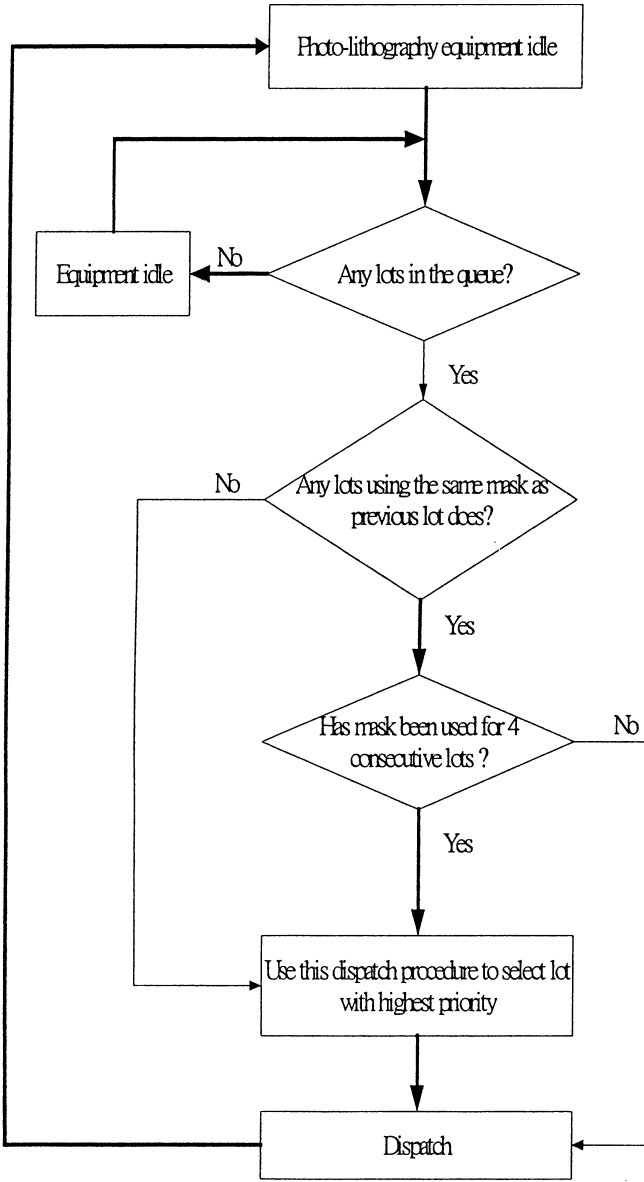 Photo-lithography equipment idle
No
Equipment idle
Any lots in the queue?
Yes
No
Any lots using the same mask as
previous lot does?
Yes
Has mask been used for 4
consecutive lots ?
No
Yes
Use this dispatch procedure to select lot
with highest priority
Dispatch